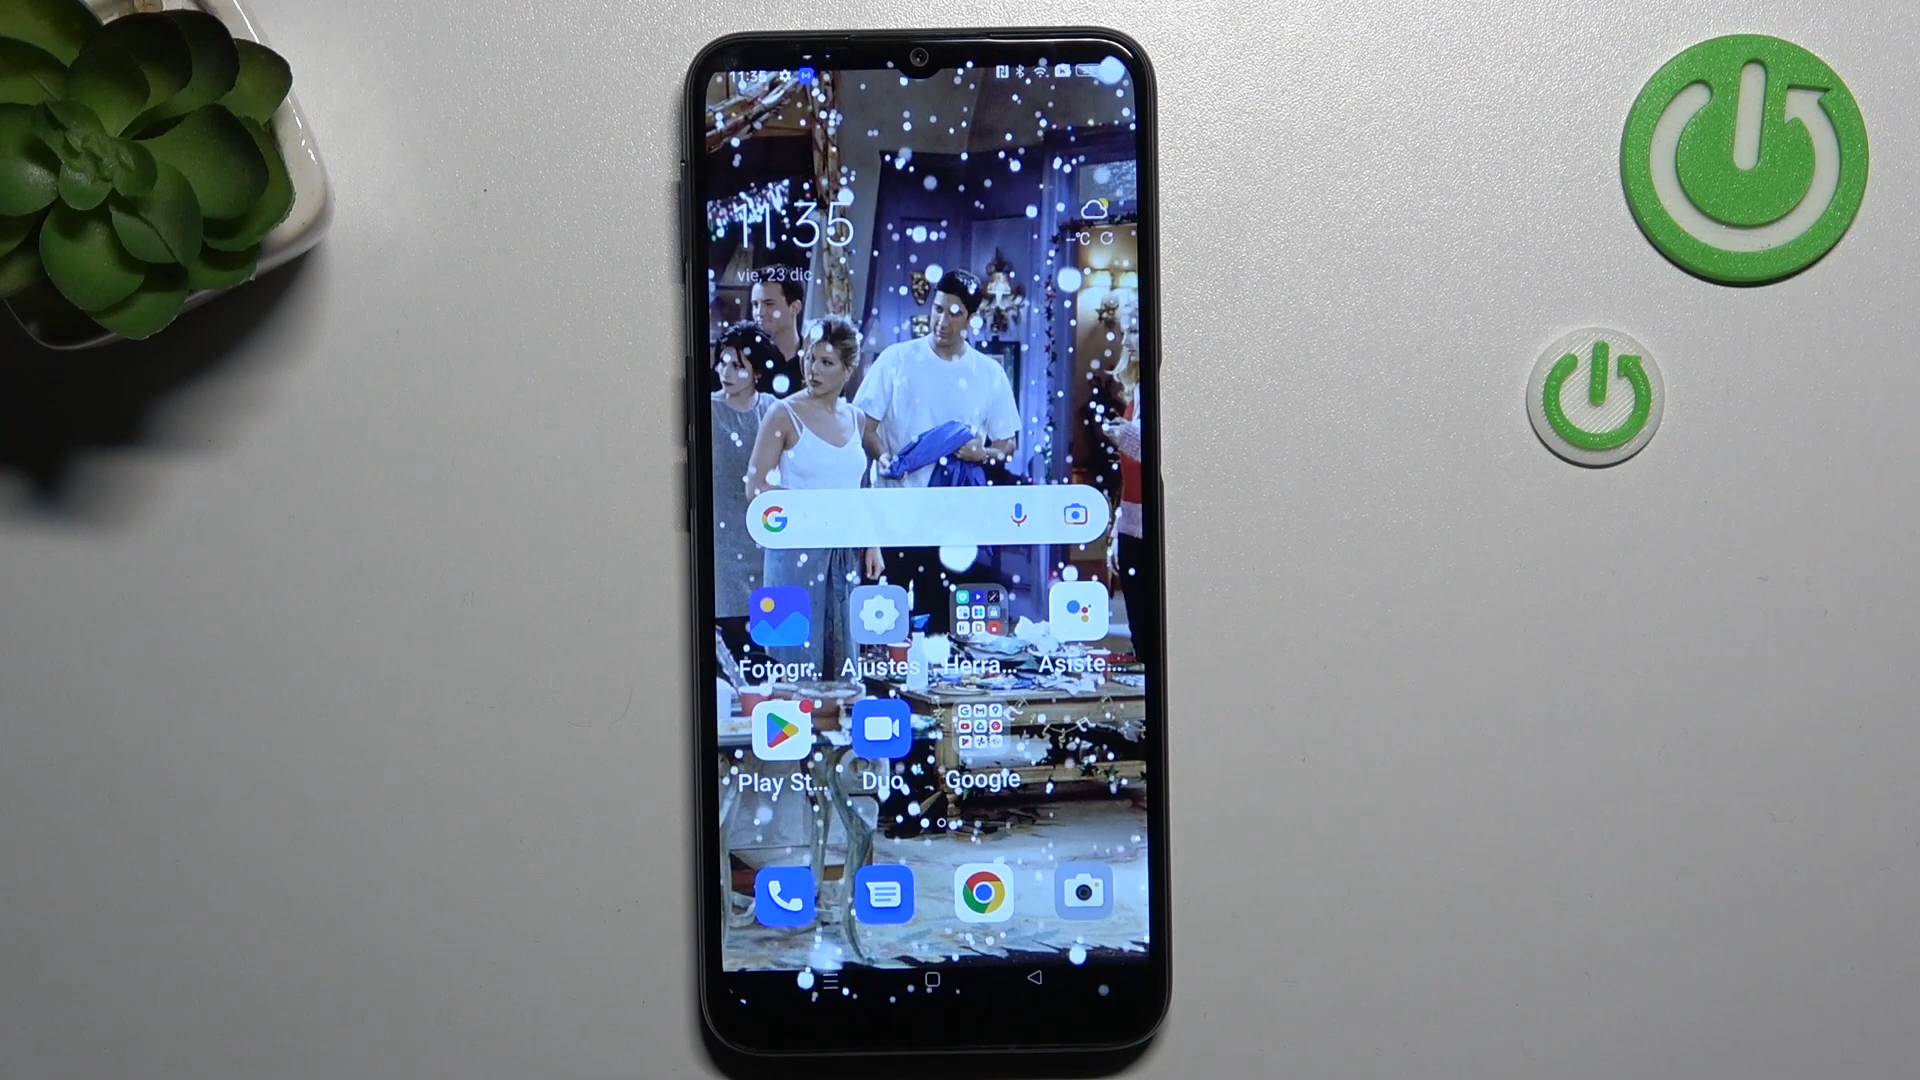 11:35
11:35
vie, 23 dic
--°C
Fotogr... Ajustes Herra... Asiste...
Play St... Duo Google